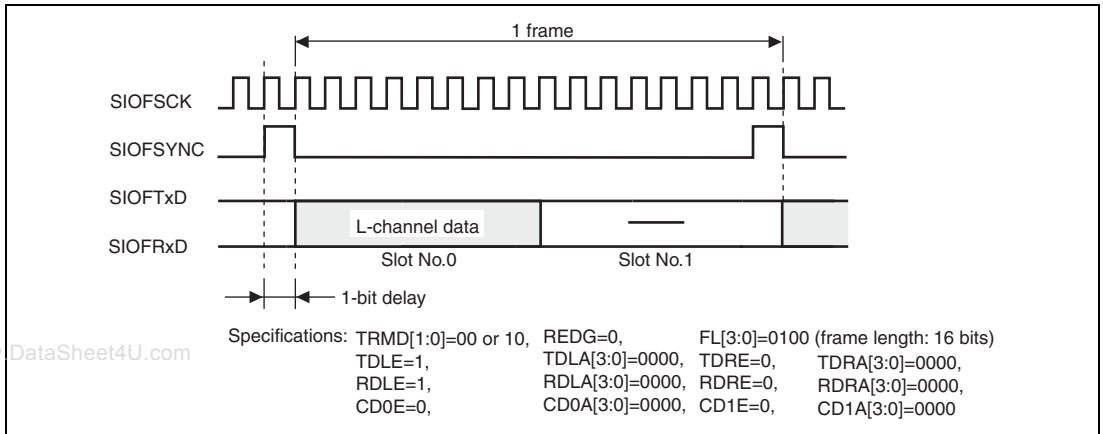 1 frame
SIOFSCK
SIOFSYNC
SIOFTxD
SIOFRxD
L-channel data
Slot No.0 Slot No.1
1-bit delay
Specifications: TRMD[1:0]=00 or 10, REDG=0, FL[3:0]=0100 (frame length: 16 bits)
TDLE=1, TDLA[3:0]=0000, TDRE=0, TDRA[3:0]=0000,
RDLE=1, RDLA[3:0]=0000, RDRE=0, RDRA[3:0]=0000,
CD0E=0, CD0A[3:0]=0000, CD1E=0, CD1A[3:0]=0000
.DataSheet4U.com